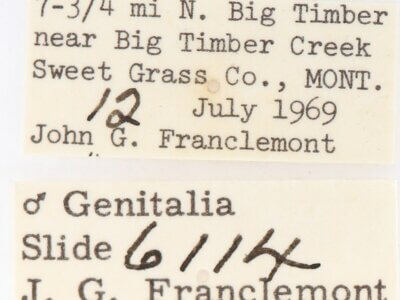 7-3/4 mi N. Big Timber
near Big Timber Creek
Sweet Grass Co., MONT.
12 July 1969
John G. Franclemont
♂ Genitalia
Slide 6114
J. G. Franclemont